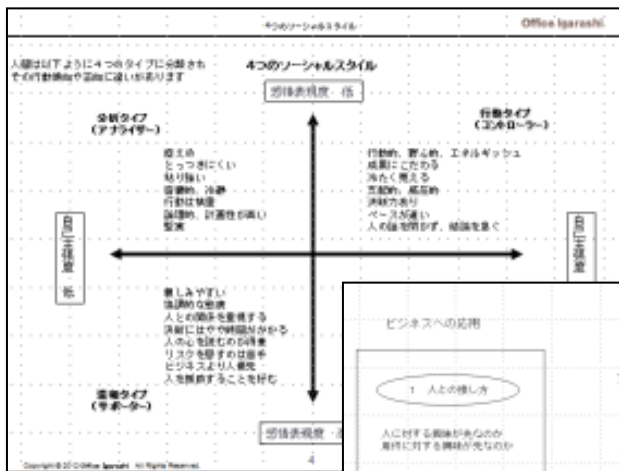 4つのソーシャルスタイル
Office Igarashi
人間は以下ように4つのタイプに分類され
その行動傾向や志向に違いがあります
4つのソーシャルスタイル
感情表現度 低
分析タイプ
(アナライザー)
控えめ
とっつきにくい
粘り強い
冷静
行動は慎重
論理的、計画性が高い
堅実
行動タイプ
(コントローラー)
行動的、野心的、エネルギッシュ
成果にこだわる
冷たく見える
支配的、威圧的
決断力あり
ペースが速い
人の話を聞かず、結論を急ぐ
自己主張度 低
自己主張度
親しみやすい
協調的な態度
人との関係を重視する
決断にはやや時間がかかる
人の心を読むのが得意
リスクを冒すのは苦手
ビジネスより人優先
人を援助することを好む
タイプ
(サポーター)
感情表現度
4
Copyright © 2012 Office Igarashi All Rights Reserved.
ビジネスへの応用
1 人との接し方
人に対する興味が先なのか
に対する興味が先なのか